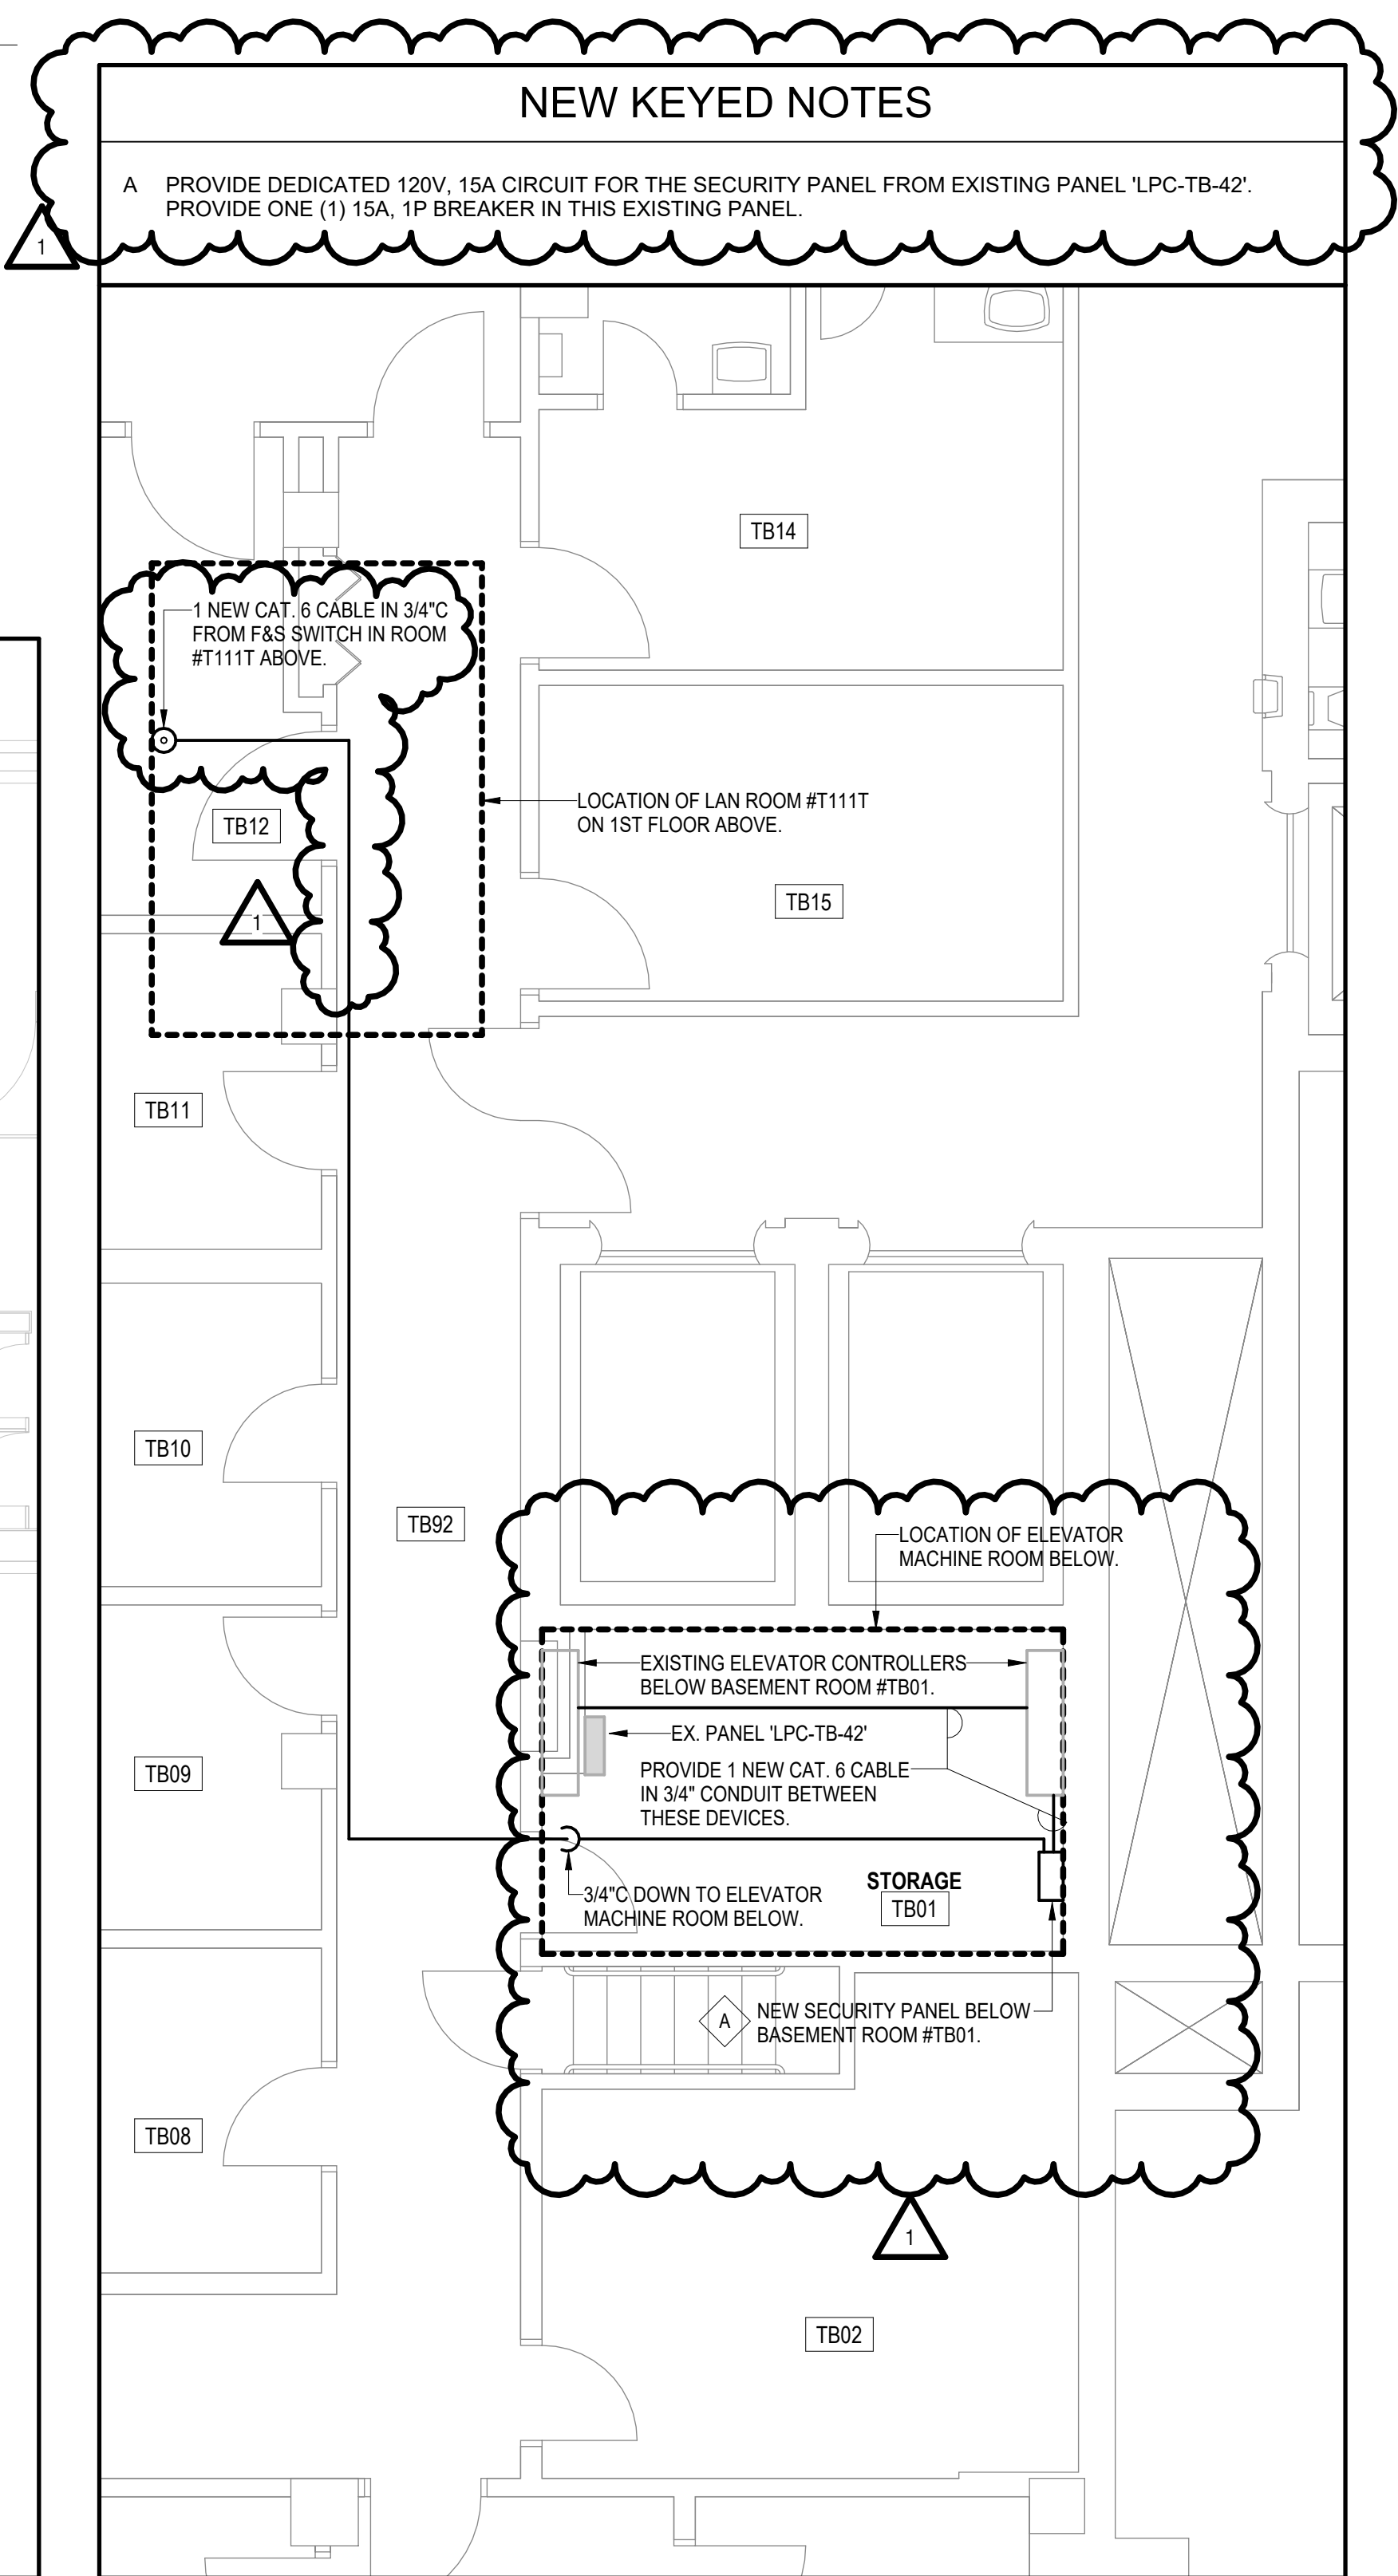 NEW KEYED NOTES
A PROVIDE DEDICATED 120V, 15A CIRCUIT FOR THE SECURITY PANEL FROM EXISTING PANEL 'LPC-TB-42'.
PROVIDE ONE (1) 15A, 1P BREAKER IN THIS EXISTING PANEL.
1
TB14
1 NEW CAT. 6 CABLE IN 3/4"C
FROM F&S SWITCH IN ROOM
#T111T ABOVE.
LOCATION OF LAN ROOM #T111T
ON 1ST FLOOR ABOVE.
TB12
TB15
1
TB11
TB10
TB92
LOCATION OF ELEVATOR
MACHINE ROOM BELOW.
EXISTING ELEVATOR CONTROLLERS
BELOW BASEMENT ROOM #TB01.
EX. PANEL 'LPC-TB-42'
PROVIDE 1 NEW CAT. 6 CABLE
IN 3/4" CONDUIT BETWEEN
THESE DEVICES.
TB09
3/4"C DOWN TO ELEVATOR
MACHINE ROOM BELOW.
STORAGE
TB01
A
NEW SECURITY PANEL BELOW
BASEMENT ROOM #TB01.
TB08
1
TB02